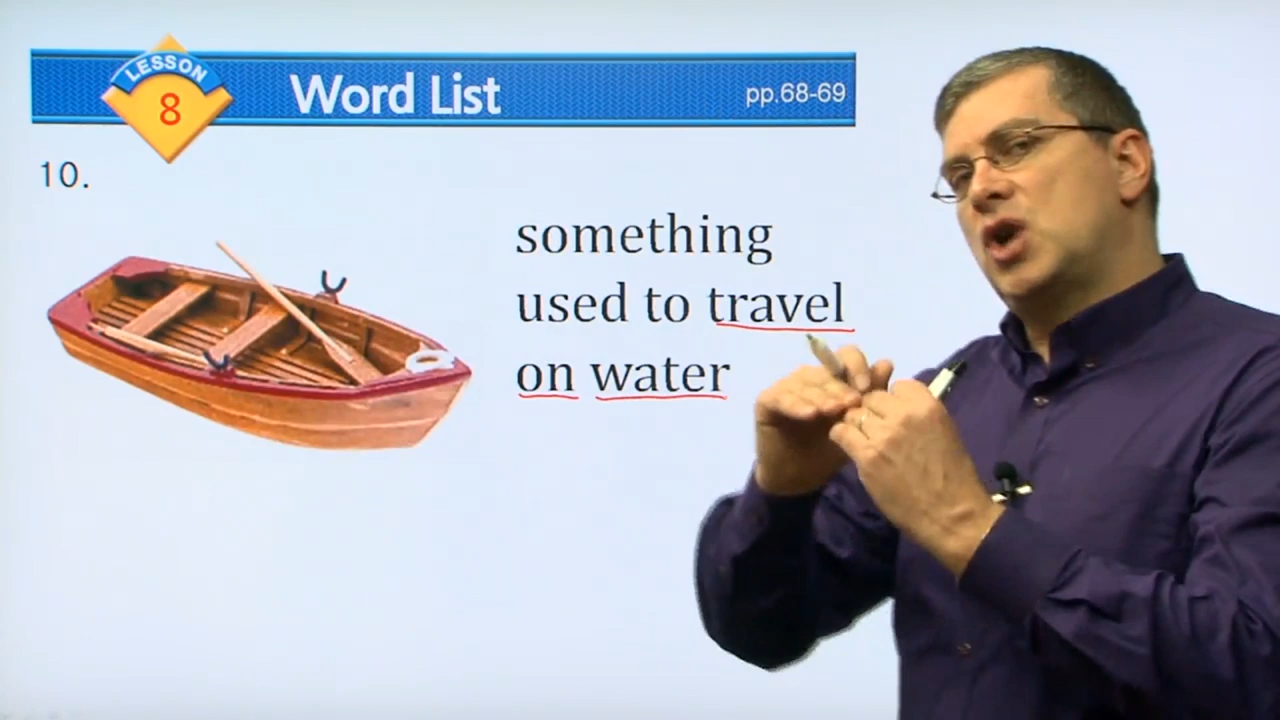 LESSON
8
Word List
pp.68-69
10.
something
used to travel
on water